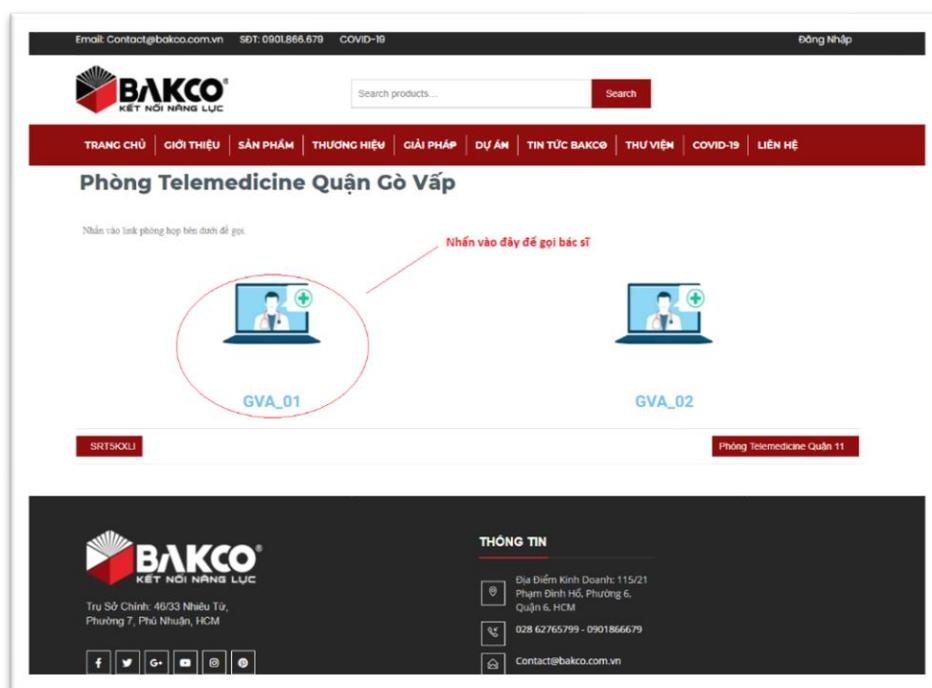 Email: Contact@bakco.com.vn SĐT: 0901.866.679 COVID-19 Đăng Nhập
BAKCO®
KẾT NỐI NĂNG LỰC
Search products... Search
TRANG CHỦ GIỚI THIỆU SẢN PHẨM THƯƠNG HIỆU GIẢI PHÁP DỰ ÁN TIN TỨC BAKCO THƯ VIỆN COVID-19 LIÊN HỆ
Phòng Telemedicine Quận Gò Vấp
Nhấn vào link phòng họp bên dưới để gọi.
Nhấn vào đây để gọi bác sĩ
GVA_01 GVA_02
SRT5KXLI Phòng Telemedicine Quận 11
BAKCO®
KẾT NỐI NĂNG LỰC
Trụ Sở Chính: 46/33 Nhiêu Tứ,
Phường 7, Phú Nhuận, HCM
THÔNG TIN
Địa Điểm Kinh Doanh: 115/21
Phạm Đình Hổ, Phường 6,
Quận 6, HCM
028 62765799 - 0901866679
Contact@bakco.com.vn